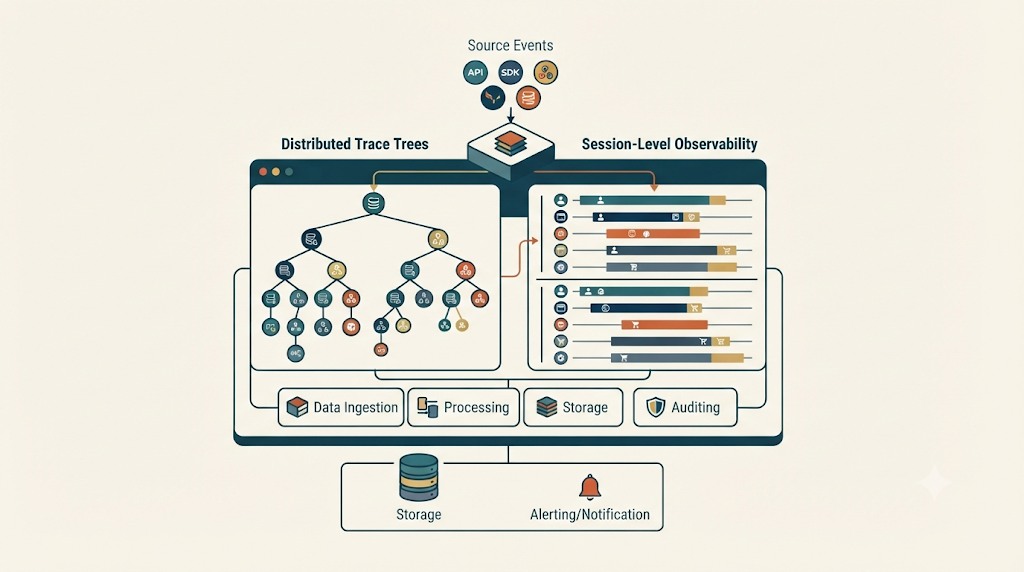 Source Events
API
SDK
Distributed Trace Trees
Session-Level Observability
Data Ingestion
Processing
Storage
Auditing
Storage
Alerting/Notification